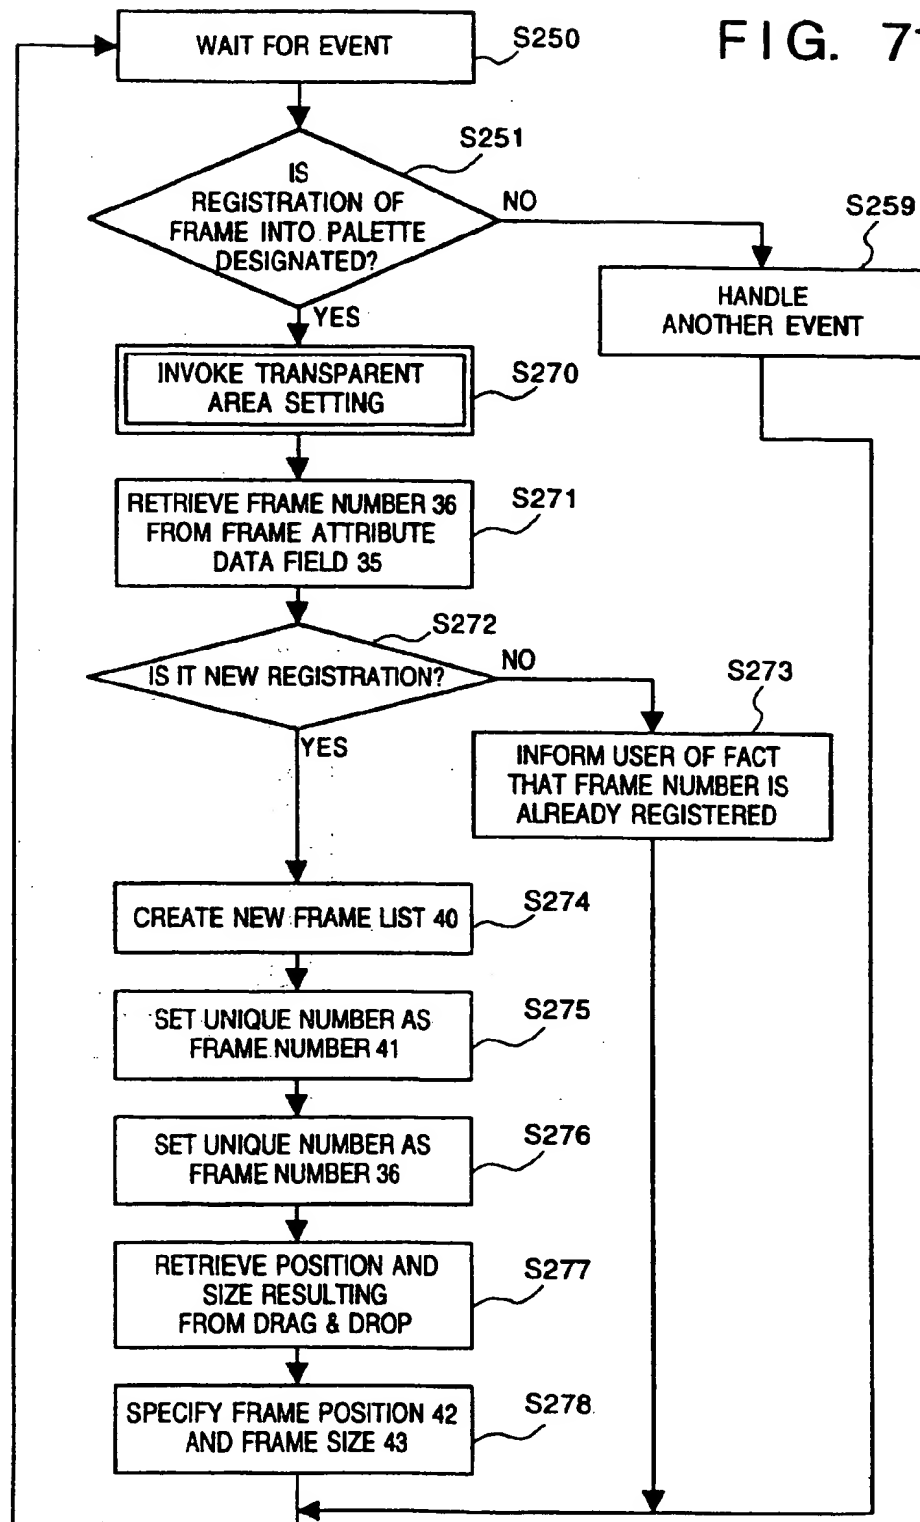 FIG. 7
WAIT FOR EVENT
S250
S251
IS
REGISTRATION OF
FRAME INTO PALETTE
DESIGNATED?
NO
YES
S259
HANDLE
ANOTHER EVENT
INVOKE TRANSPARENT
AREA SETTING
S270
RETRIEVE FRAME NUMBER 36
FROM FRAME ATTRIBUTE
DATA FIELD 35
S271
S272
IS IT NEW REGISTRATION?
NO
YES
S273
INFORM USER OF FACT
THAT FRAME NUMBER IS
ALREADY REGISTERED
CREATE NEW FRAME LIST 40
S274
SET UNIQUE NUMBER AS
FRAME NUMBER 41
S275
SET UNIQUE NUMBER AS
FRAME NUMBER 36
S276
RETRIEVE POSITION AND
SIZE RESULTING
FROM DRAG & DROP
S277
SPECIFY FRAME POSITION 42
AND FRAME SIZE 43
S278